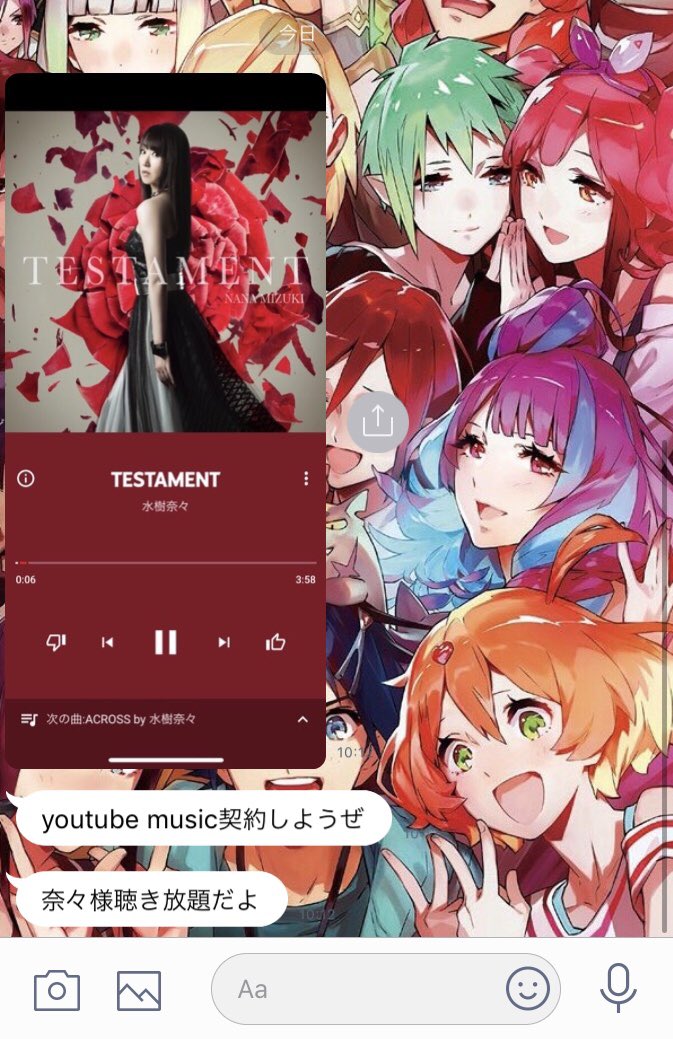 今日
TESTAMENT
NANA MIZUKI
TESTAMENT
水樹奈々
0:06
3:58
次の曲:ACROSS by 水樹奈々
youtube music契約しようぜ
奈々様聴き放題だよ
10:12
Aa